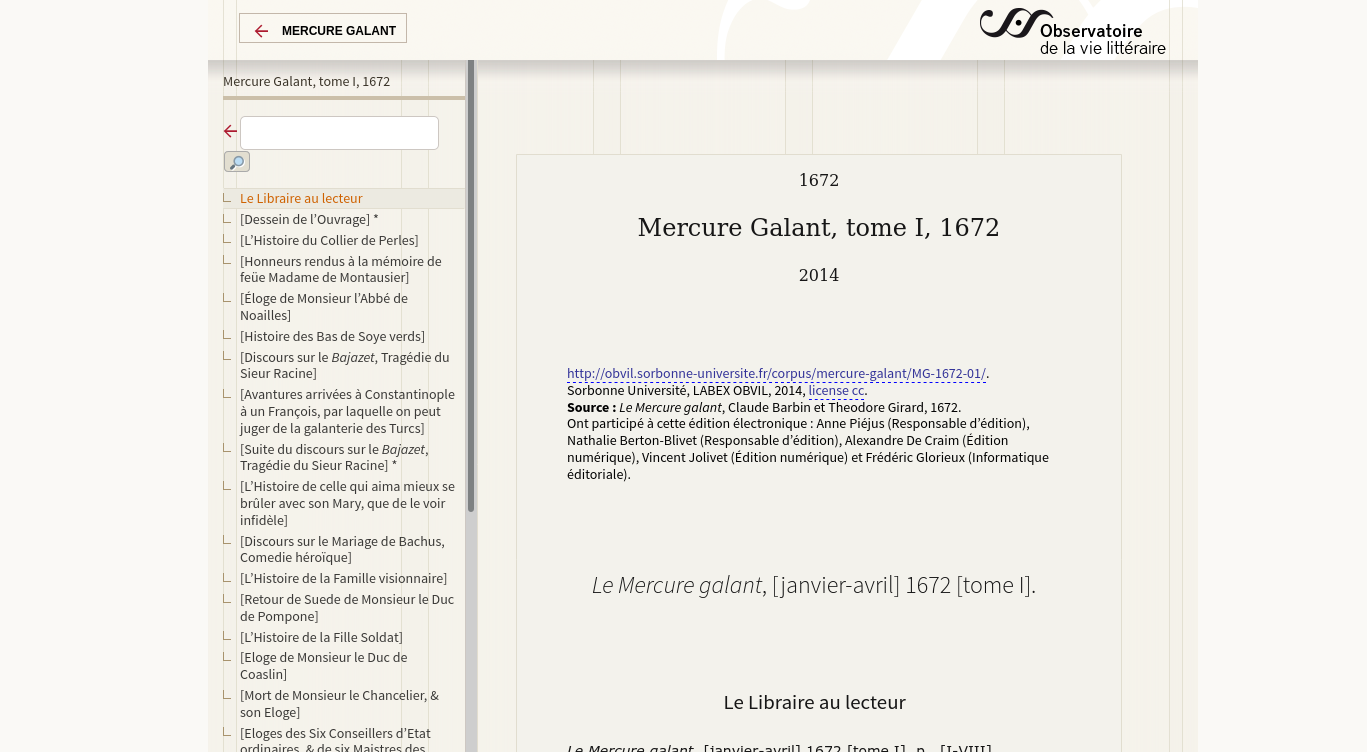 MERCURE GALANT
Observatoire
de la vie littéraire
Mercure Galant, tome I, 1672
Le Libraire au lecteur
[Dessein de l’Ouvrage] *
[L’Histoire du Collier de Perles]
[Honneurs rendus à la mémoire de
feüe Madame de Montausier]
[Éloge de Monsieur l’Abbé de
Noailles]
[Histoire des Bas de Soye verds]
[Discours sur le Bajazet, Tragédie du
Sieur Racine]
[Avantures arrivées à Constantinople
à un François, par laquelle on peut
juger de la galanterie des Turcs]
[Suite du discours sur le Bajazet,
Tragédie du Sieur Racine] *
[L’Histoire de celle qui aima mieux se
brûler avec son Mary, que de le voir
infidèle]
[Discours sur le Mariage de Bachus,
Comedie héroïque]
[L’Histoire de la Famille visionnaire]
[Retour de Suede de Monsieur le Duc
de Pompone]
[L’Histoire de la Fille Soldat]
[Eloge de Monsieur le Duc de
Coaslin]
[Mort de Monsieur le Chancelier, &
son Eloge]
[Eloges des Six Conseillers d’Etat
ordinaires, & de six Maistres des
1672
Mercure Galant, tome I, 1672
2014
http://obvil.sorbonne-universite.fr/corpus/mercure-galant/MG-1672-01/.
Sorbonne Université, LABEX OBVIL, 2014, license cc.
Source : Le Mercure galant, Claude Barbin et Theodore Girard, 1672.
Ont participé à cette édition électronique : Anne Piéjus (Responsable d’édition),
Nathalie Berton-Blivet (Responsable d’édition), Alexandre De Craim (Édition
numérique), Vincent Jolivet (Édition numérique) et Frédéric Glorieux (Informatique
éditoriale).
Le Mercure galant, [janvier-avril] 1672 [tome I].
Le Libraire au lecteur
Le Mercure galant, [janvier-avril] 1672 [tome I], p. [I-VIII]